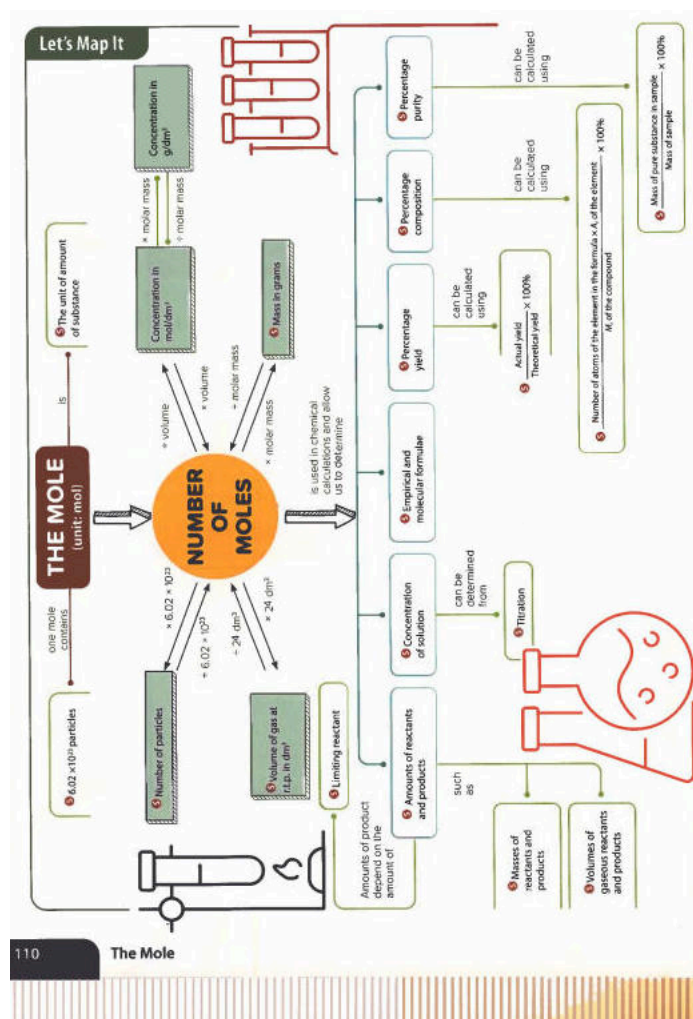 Let's Map It
THE MOLE
(unit: mol)
is
S The unit of amount
of substance
one mole
contains
S 6.02 ×10²³ particles
NUMBER
OF
MOLES
÷ volume
× volume
Concentration in
mol/dm³
× molar mass
÷ molar mass
Concentration in
g/dm³
÷ molar mass
× molar mass
S Mass in grams
× 6.02 × 10²³
÷ 6.02 × 10²³
S Number of particles
÷ 24 dm³
× 24 dm³
S Volume of gas at
r.t.p. in dm³
is used in chemical
calculations and allow
us to determine
S Amounts of reactants
and products
Amounts of product
depend on the
amount of
S Limiting reactant
such
as
S Masses of
reactants and
products
S Volumes of
gaseous reactants
and products
S Concentration
of solution
can be
determined
from
S Titration
S Empirical and
molecular formulae
S Percentage
yield
can be
calculated
using
S Actual yield
Theoretical yield
× 100%
S Percentage
composition
can be
calculated
using
S Number of atoms of the element in the formula × Aᵣ of the element
Mᵣ of the compound
× 100%
S Percentage
purity
can be
calculated
using
S Mass of pure substance in sample
Mass of sample
× 100%
110
The Mole